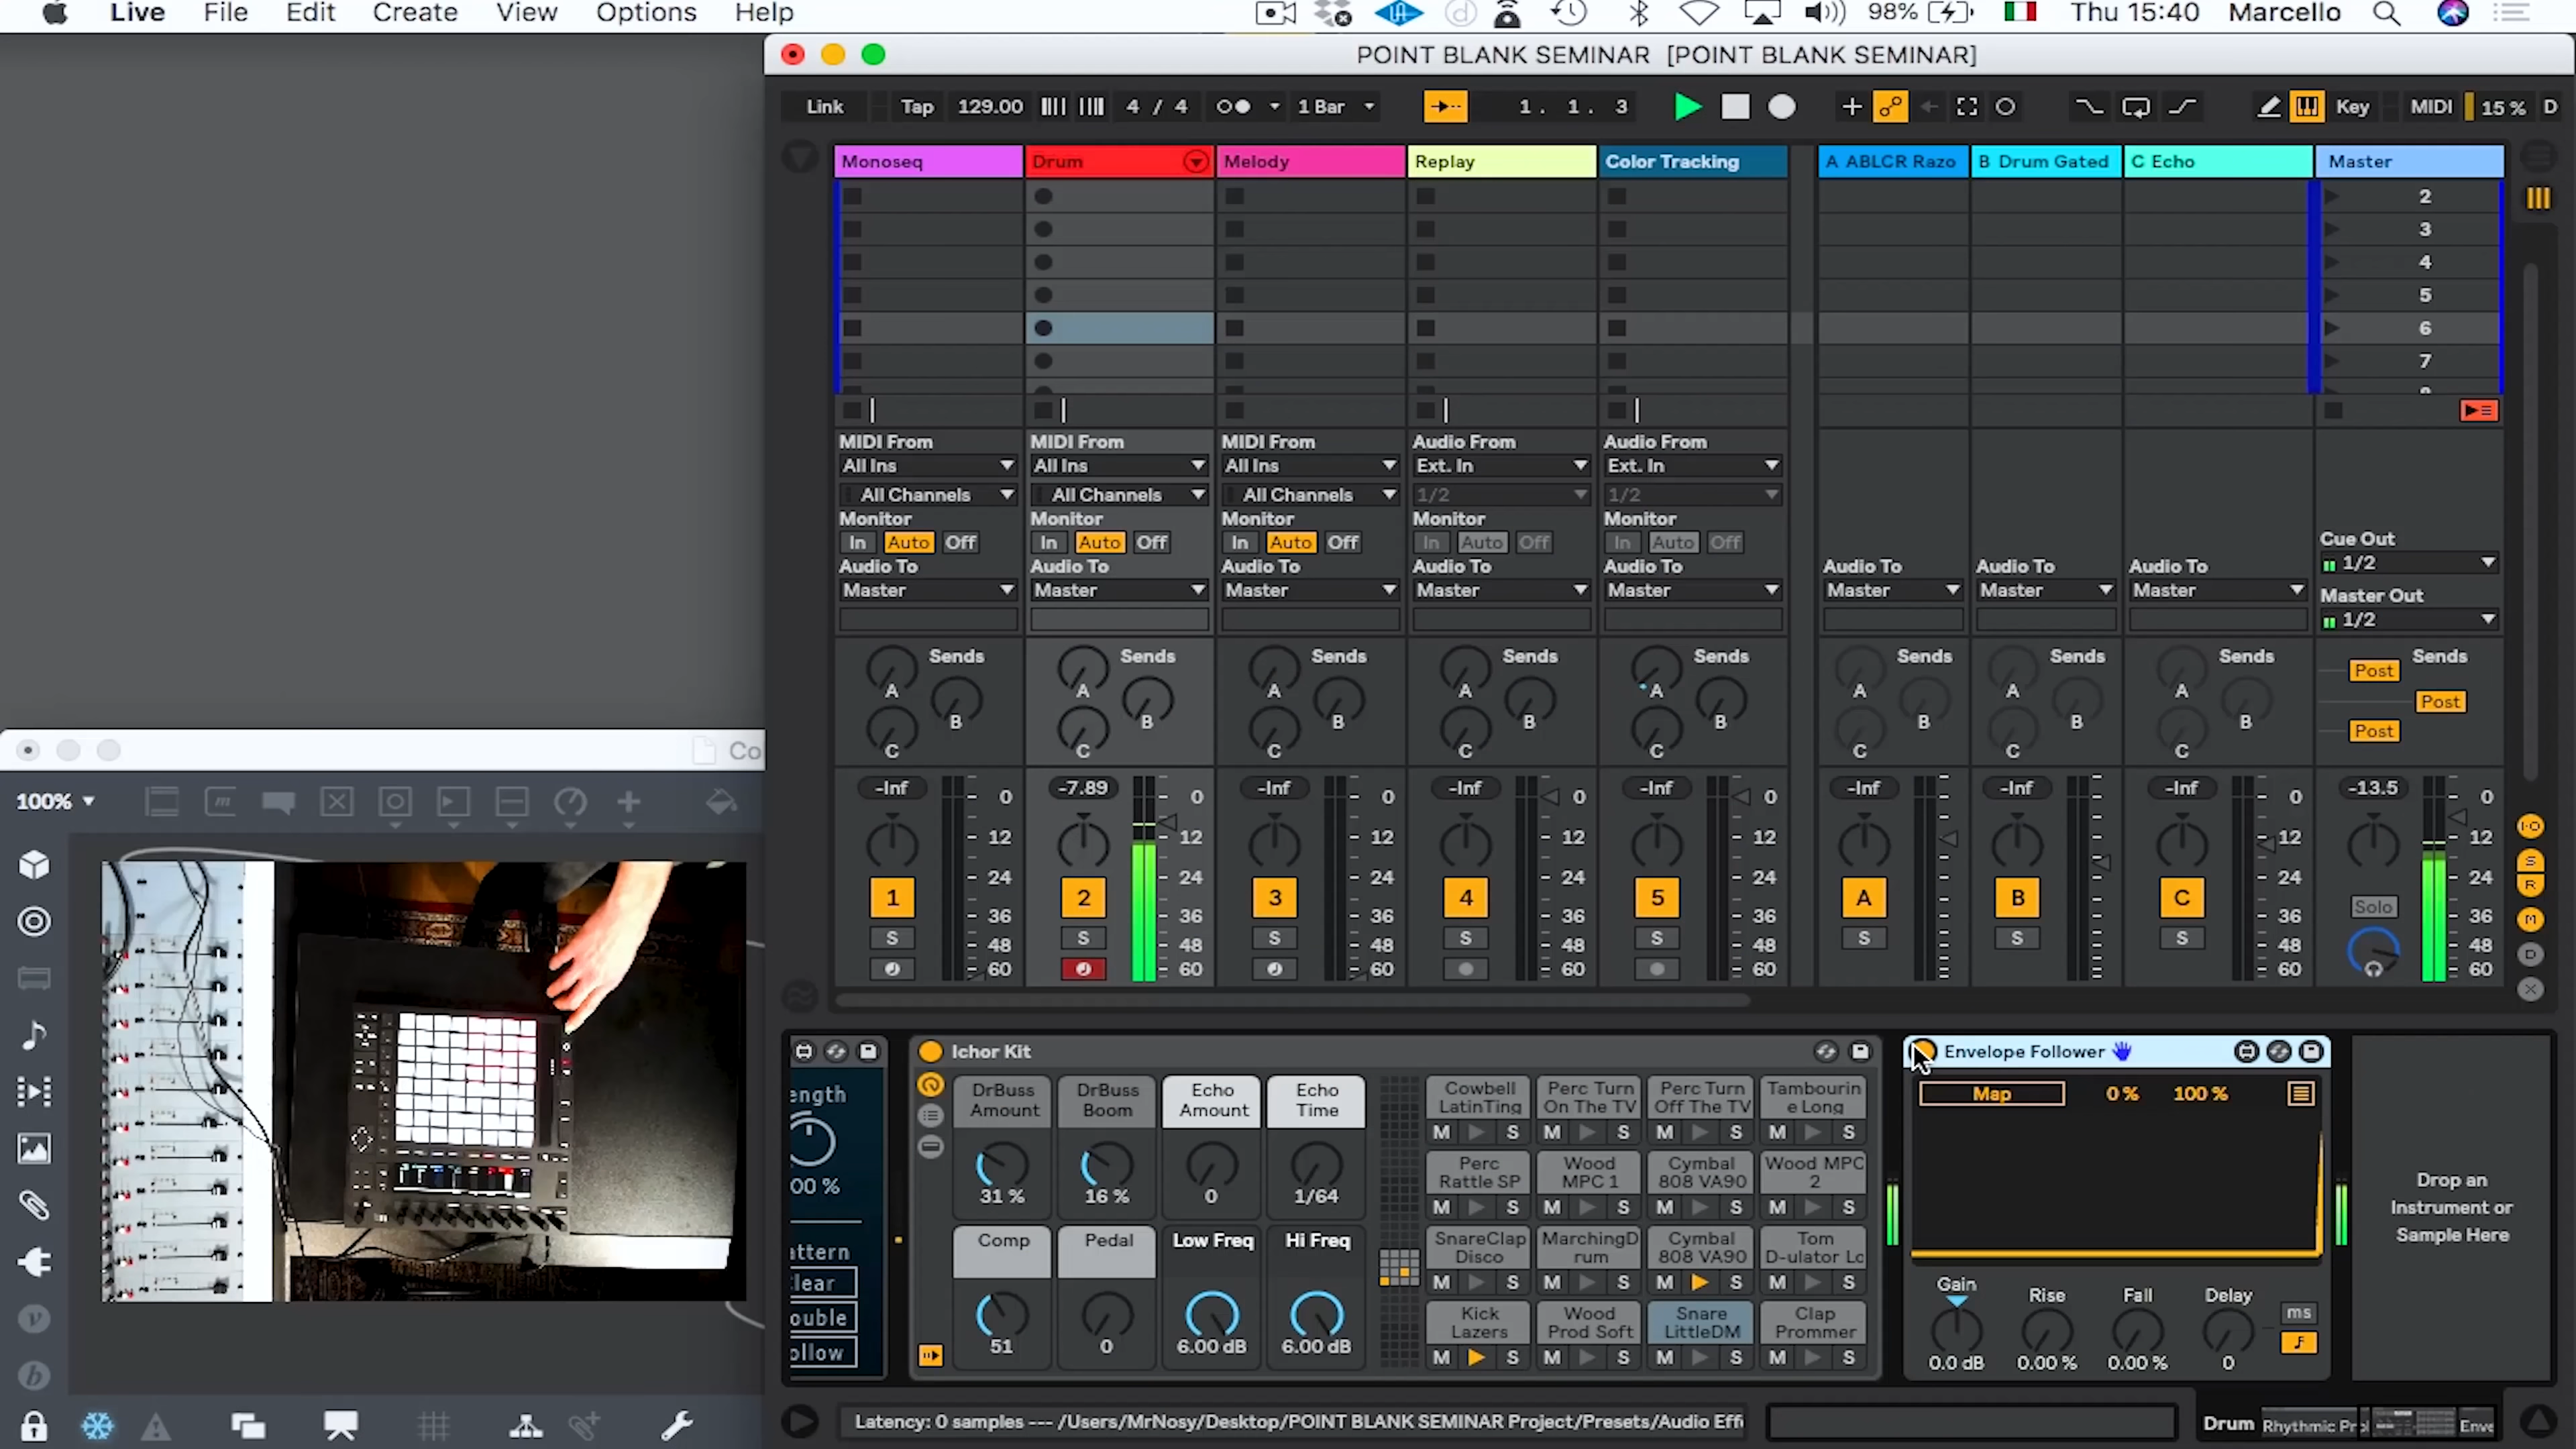 Live File Edit Create View Options Help 98% Thu 15:40 Marcello
POINT BLANK SEMINAR [POINT BLANK SEMINAR]
Link Tap 129.00 4 / 4 1 Bar 1. 1. 3 Key MIDI 15 % D
Monoseq Drum Melody Replay Color Tracking A ABLCR Razo B Drum Gated C Echo Master
2
3
4
5
6
7
MIDI From MIDI From MIDI From Audio From Audio From
All Ins All Ins All Ins Ext. In Ext. In
All Channels All Channels All Channels 1/2 1/2
Monitor Monitor Monitor Monitor Monitor
In Auto Off In Auto Off In Auto Off In Auto Off In Auto Off Cue Out
Audio To Audio To Audio To Audio To Audio To Audio To Audio To Audio To 1/2
Master Master Master Master Master Master Master Master Master Out
1/2
Sends Sends Sends Sends Sends Sends Sends Sends Sends
A A A A A A A A Post
B B B B B B B B Post
C C C C C C C C Post
Co
100%
-Inf 0 -7.89 0 -Inf 0 -Inf 0 -Inf 0 -Inf -Inf -Inf 0 -13.5 0
12 12 12 12 12 12 12
24 24 24 24 24 24 24
1 2 3 4 5 A B C Solo
36 36 36 36 36 36 36
S S S S S S S S
48 48 48 48 48 48 48
60 60 60 60 60 60 60
I·O
S
R
M
D
Ichor Kit
Envelope Follower
Map 0 % 100 %
ength
00 %
attern
Clear
ouble
ollow
DrBuss Amount DrBuss Boom Echo Amount Echo Time
31 % 16 % 0 1/64
Comp Pedal Low Freq Hi Freq
51 0 6.00 dB 6.00 dB
Cowbell LatinTing Perc Turn On The TV Perc Turn Off The TV Tambourin e Long
M S M S M S M S
Perc Rattle SP Wood MPC 1 Cymbal 808 VA90 Wood MPC 2
M S M S M S M S
SnareClap Disco MarchingD rum Cymbal 808 VA90 Tom D-ulator Lo
M S M S M S M S
Kick Lazers Wood Prod Soft Snare LittleDM Clap Prommer
M S M S M S M S
Gain Rise Fall Delay
ms
0.0 dB 0.00 % 0.00 % 0
Drop an
Instrument or
Sample Here
Latency: 0 samples --- /Users/MrNosy/Desktop/POINT BLANK SEMINAR Project/Presets/Audio Eff
Drum Rhythmic Pr Enve